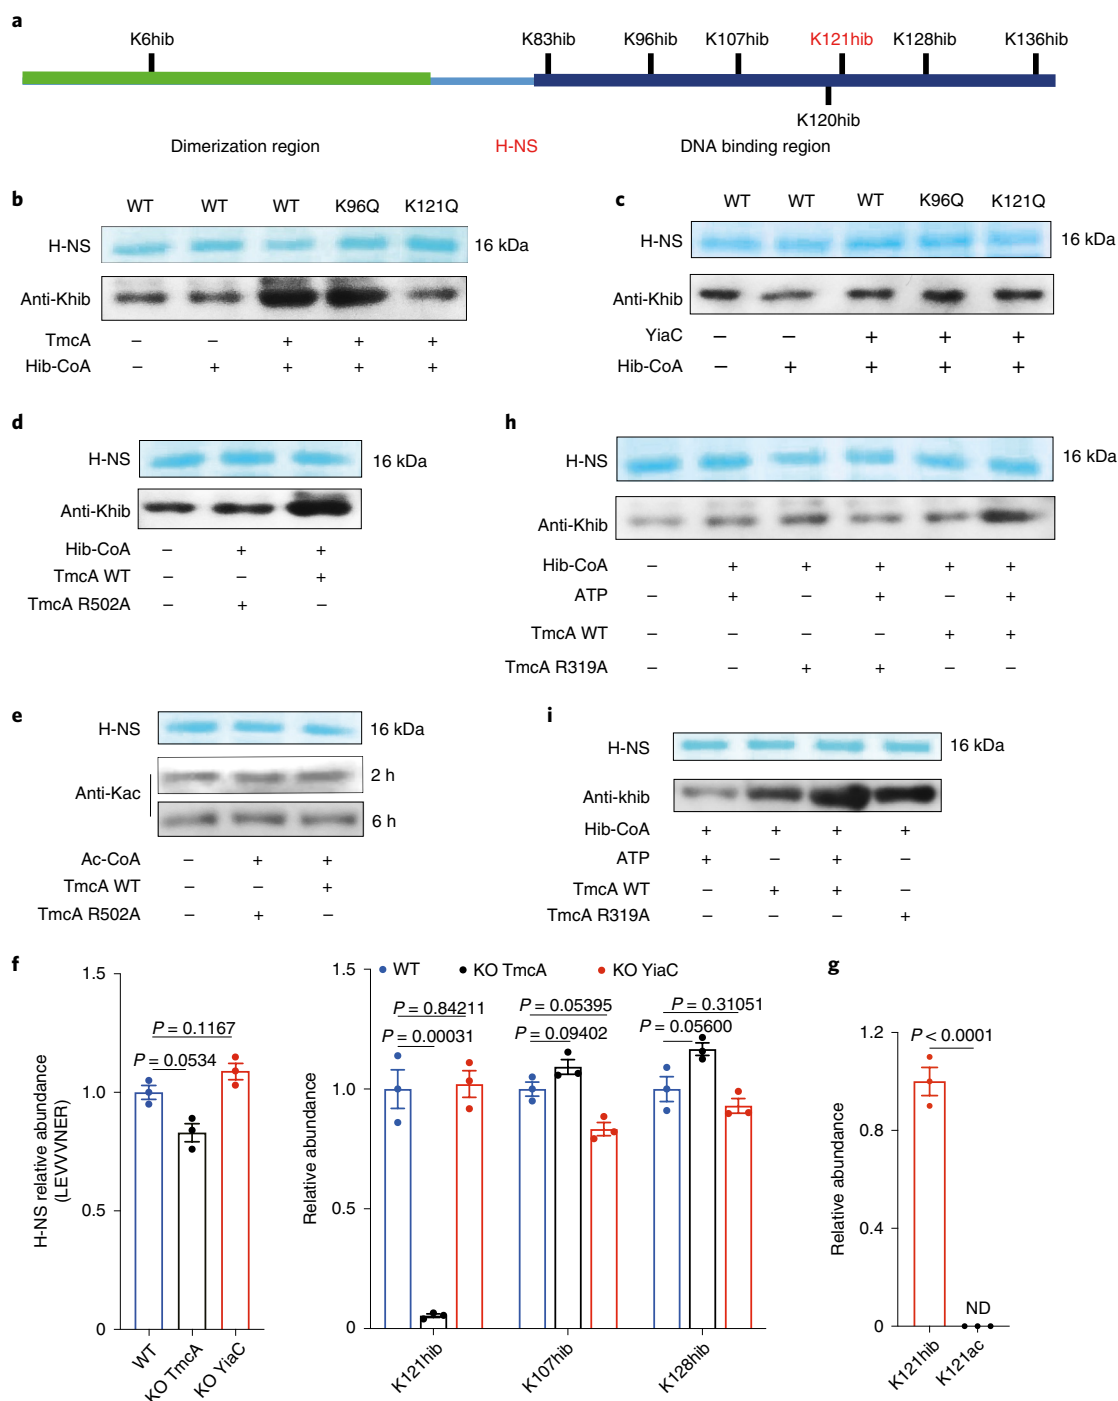 a
K6hib K83hib K96hib K107hib K121hib K128hib K136hib
K120hib
Dimerization region H-NS DNA binding region
b
WT WT WT K96Q K121Q
H-NS 16 kDa
Anti-Khib
TmcA – – + + +
Hib-CoA – + + + +
c
WT WT WT K96Q K121Q
H-NS 16 kDa
Anti-Khib
YiaC – – + + +
Hib-CoA – + + + +
d
H-NS 16 kDa
Anti-Khib
Hib-CoA – + +
TmcA WT – – +
TmcA R502A – + –
h
H-NS 16 kDa
Anti-Khib
Hib-CoA – + + + + +
ATP – + – + – +
TmcA WT – – – – + +
TmcA R319A – – + + – –
e
H-NS 16 kDa
Anti-Kac 2 h
6 h
Ac-CoA – + +
TmcA WT – – +
TmcA R502A – + –
i
H-NS 16 kDa
Anti-khib
Hib-CoA + + + +
ATP + – + –
TmcA WT – + + –
TmcA R319A – – – +
f
H-NS relative abundance
(LEVVVNER)
1.5
1.0
0.5
0
P = 0.1167
P = 0.0534
WT KO TmcA KO YiaC
Relative abundance
1.5
1.0
0.5
0
WT KO TmcA KO YiaC
P = 0.84211 P = 0.05395 P = 0.31051
P = 0.00031 P = 0.09402 P = 0.05600
K121hib K107hib K128hib
g
Relative abundance
1.2
0.8
0.4
0
P < 0.0001
ND
K121hib K121ac